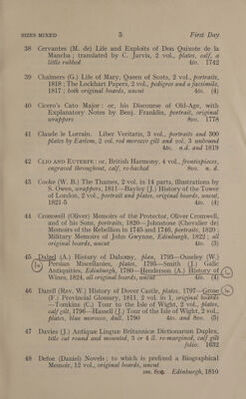 SIZES MIXED 5 First Day
38 Cervantes (M. de) Life and Exploits of Don Quixote de la
Mancha; translated by C. Jarvis, 2 vol., plates, calf, a
little rubbed 4to. 1742
39 Chalmers (G.) Life of Mary, Queen of Scots, 2 vol., portraits,
1818; The Lockhart Papers, 2 vol., pedigree and a facsimile,
1817; both original boards, uncut 4to. (4)
40 Cicero's Cato Major: or, his Discourse of Old-Age, with
Explanatory Notes by Benj. Franklin, portrait, original
wrappers 8vo. 1778
41 Claude le Lorrain. Liber Veritatis, 3 vol., portraits and 300
plates by Earlom, 2 vol. red morocco gilt and vol. 3 unbound
4to. n.d. and 1819
42 Clio and Euterpe: or, British Harmony, 4 vol., frontispieces,
engraved throughout, calf, re-backed 8vo. n. d.
43 Cooke (W. B.) The Thames, 2 vol. in 14 parts, illustrations by
S. Owen, wrappers, 1811—Bayley (J.) History of the Tower
of London, 2 vol., portrait and plates, original boards, uncut,
1821-5 4to. (4)
44 Cromwell (Oliver) Memoirs of the Protector, Oliver Cromwell,
and of his Sons, portraits, 1820—Johnstone (Chevalier de)
Memoirs of the Rebellion in 1745 and 1746, portraits, 1820
Military Memoirs of John Gwynne, Edinburgh, 1822; all
original boards, uncut 4to. (3)
45 Dalzel (A.) History of Dahomy, plan, 1793—Ouseley (W.)
Persian Miscellanies, plates, 1795—Smith (J.) Galic
Antiquities, Edinburgh, 1780—Henderson (A.) History of
Wines, 1824, all original boards, uncut 4to. (4)
46 Darell (Rev. W.) History of Dover Castle, plates, 1797—Grose
(F.) Provincial Glossary, 1811, 2 vol. in 1, original boards
—Tomkins (C.) Tour to the Isle of Wight, 2 vol., plates,
calf gilt, 1796—Hassell (J.) Tour of the Isle of Wight, 2 vol.,
plates, blue morocco, dull, 1790 4to. and 8vo. (5)
47 Davies (J.) Antiquæ Linguæ Britannicæ Dictionarium Duplex,
title cut round and mounted, 3 or 4 ll. re-margined, calf gilt
folio. 1632
48 Defoe (Daniel) Novels; to which is prefixed a Biographical
Memoir, 12 vol., original boards, uncut
sm. 8vo. Edinburgh, 1810